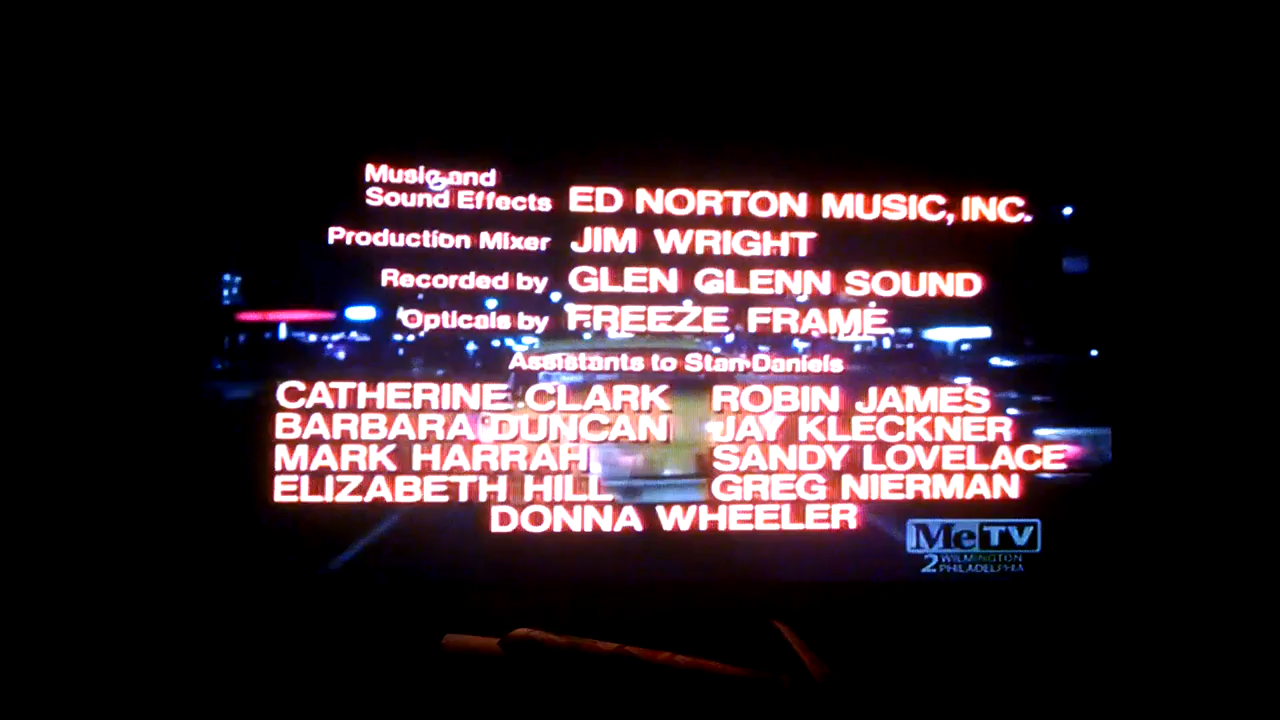 Music and
Sound Effects ED NORTON MUSIC, INC.
Production Mixer JIM WRIGHT
Recorded by GLEN GLENN SOUND
Opticals by FREEZE FRAME
Assistants to Stan Daniels
CATHERINE CLARK ROBIN JAMES
BARBARA DUNCAN JAY KLECKNER
MARK HARRAH SANDY LOVELACE
ELIZABETH HILL GREG NIERMAN
DONNA WHEELER
MeTV
2 WILMINGTON
PHILADELPHIA